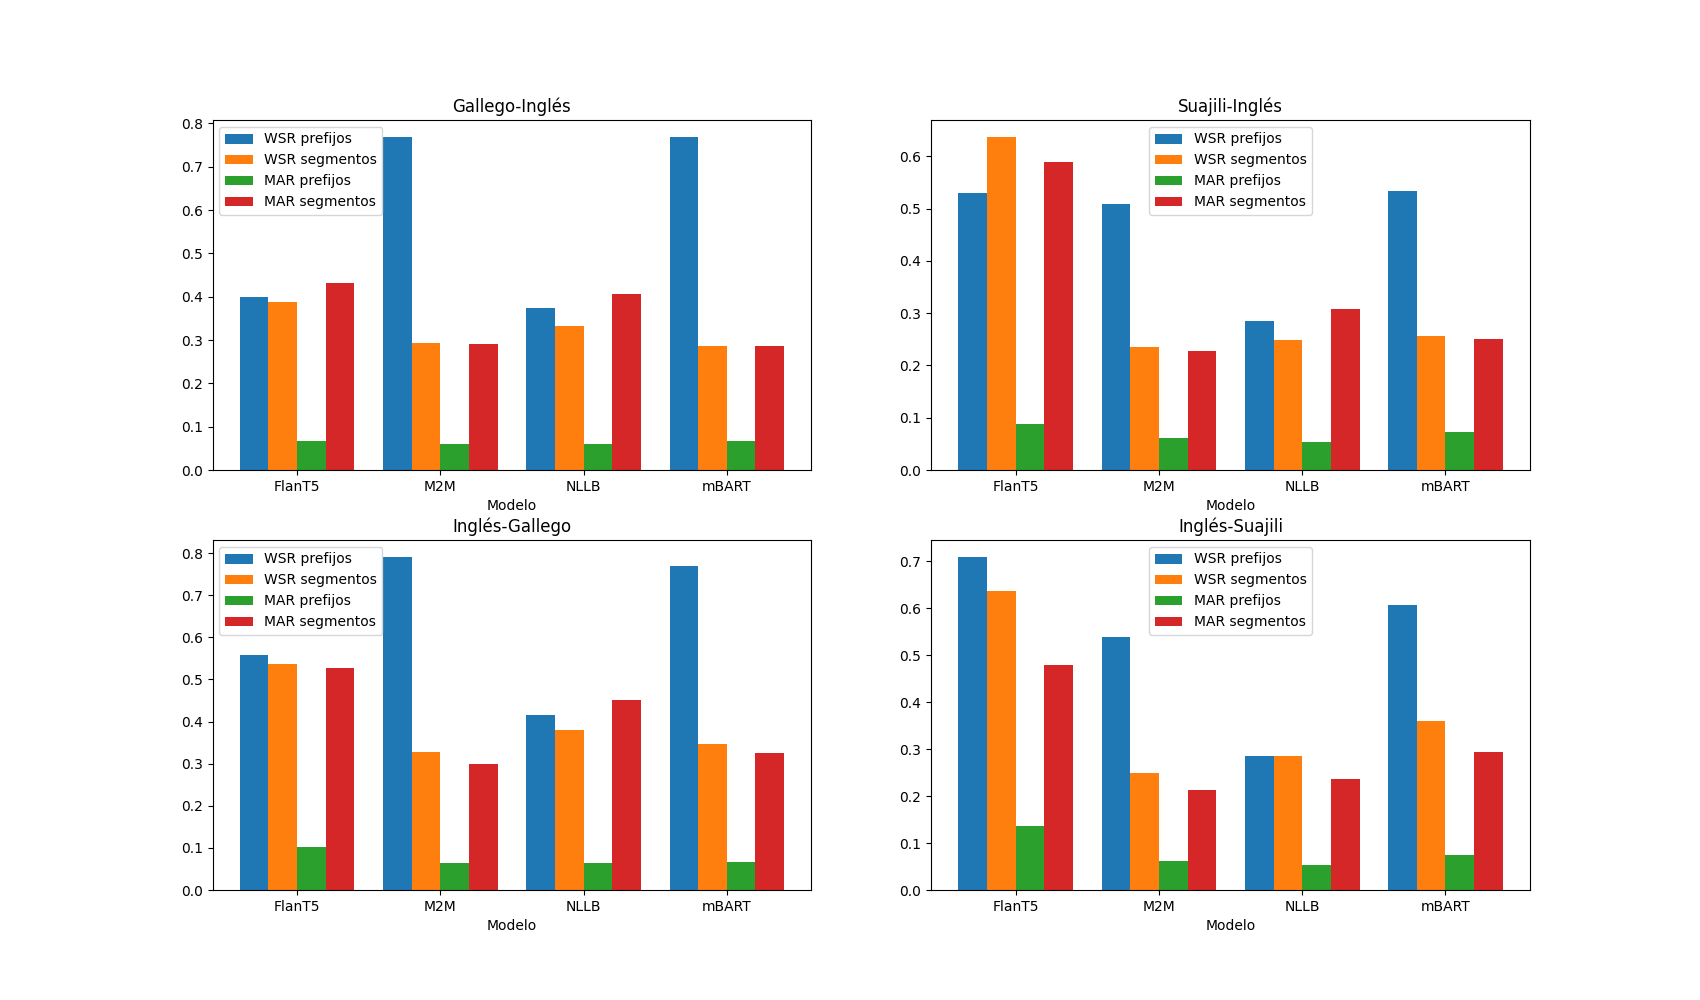 Gallego-Inglés
0.8
0.7
0.6
0.5
0.4
0.3
0.2
0.1
0.0
WSR prefijos
WSR segmentos
MAR prefijos
MAR segmentos
FlanT5 M2M NLLB mBART
Modelo
Suajili-Inglés
0.6
0.5
0.4
0.3
0.2
0.1
0.0
WSR prefijos
WSR segmentos
MAR prefijos
MAR segmentos
FlanT5 M2M NLLB mBART
Modelo
Inglés-Gallego
0.8
0.7
0.6
0.5
0.4
0.3
0.2
0.1
0.0
WSR prefijos
WSR segmentos
MAR prefijos
MAR segmentos
FlanT5 M2M NLLB mBART
Modelo
Inglés-Suajili
0.7
0.6
0.5
0.4
0.3
0.2
0.1
0.0
WSR prefijos
WSR segmentos
MAR prefijos
MAR segmentos
FlanT5 M2M NLLB mBART
Modelo